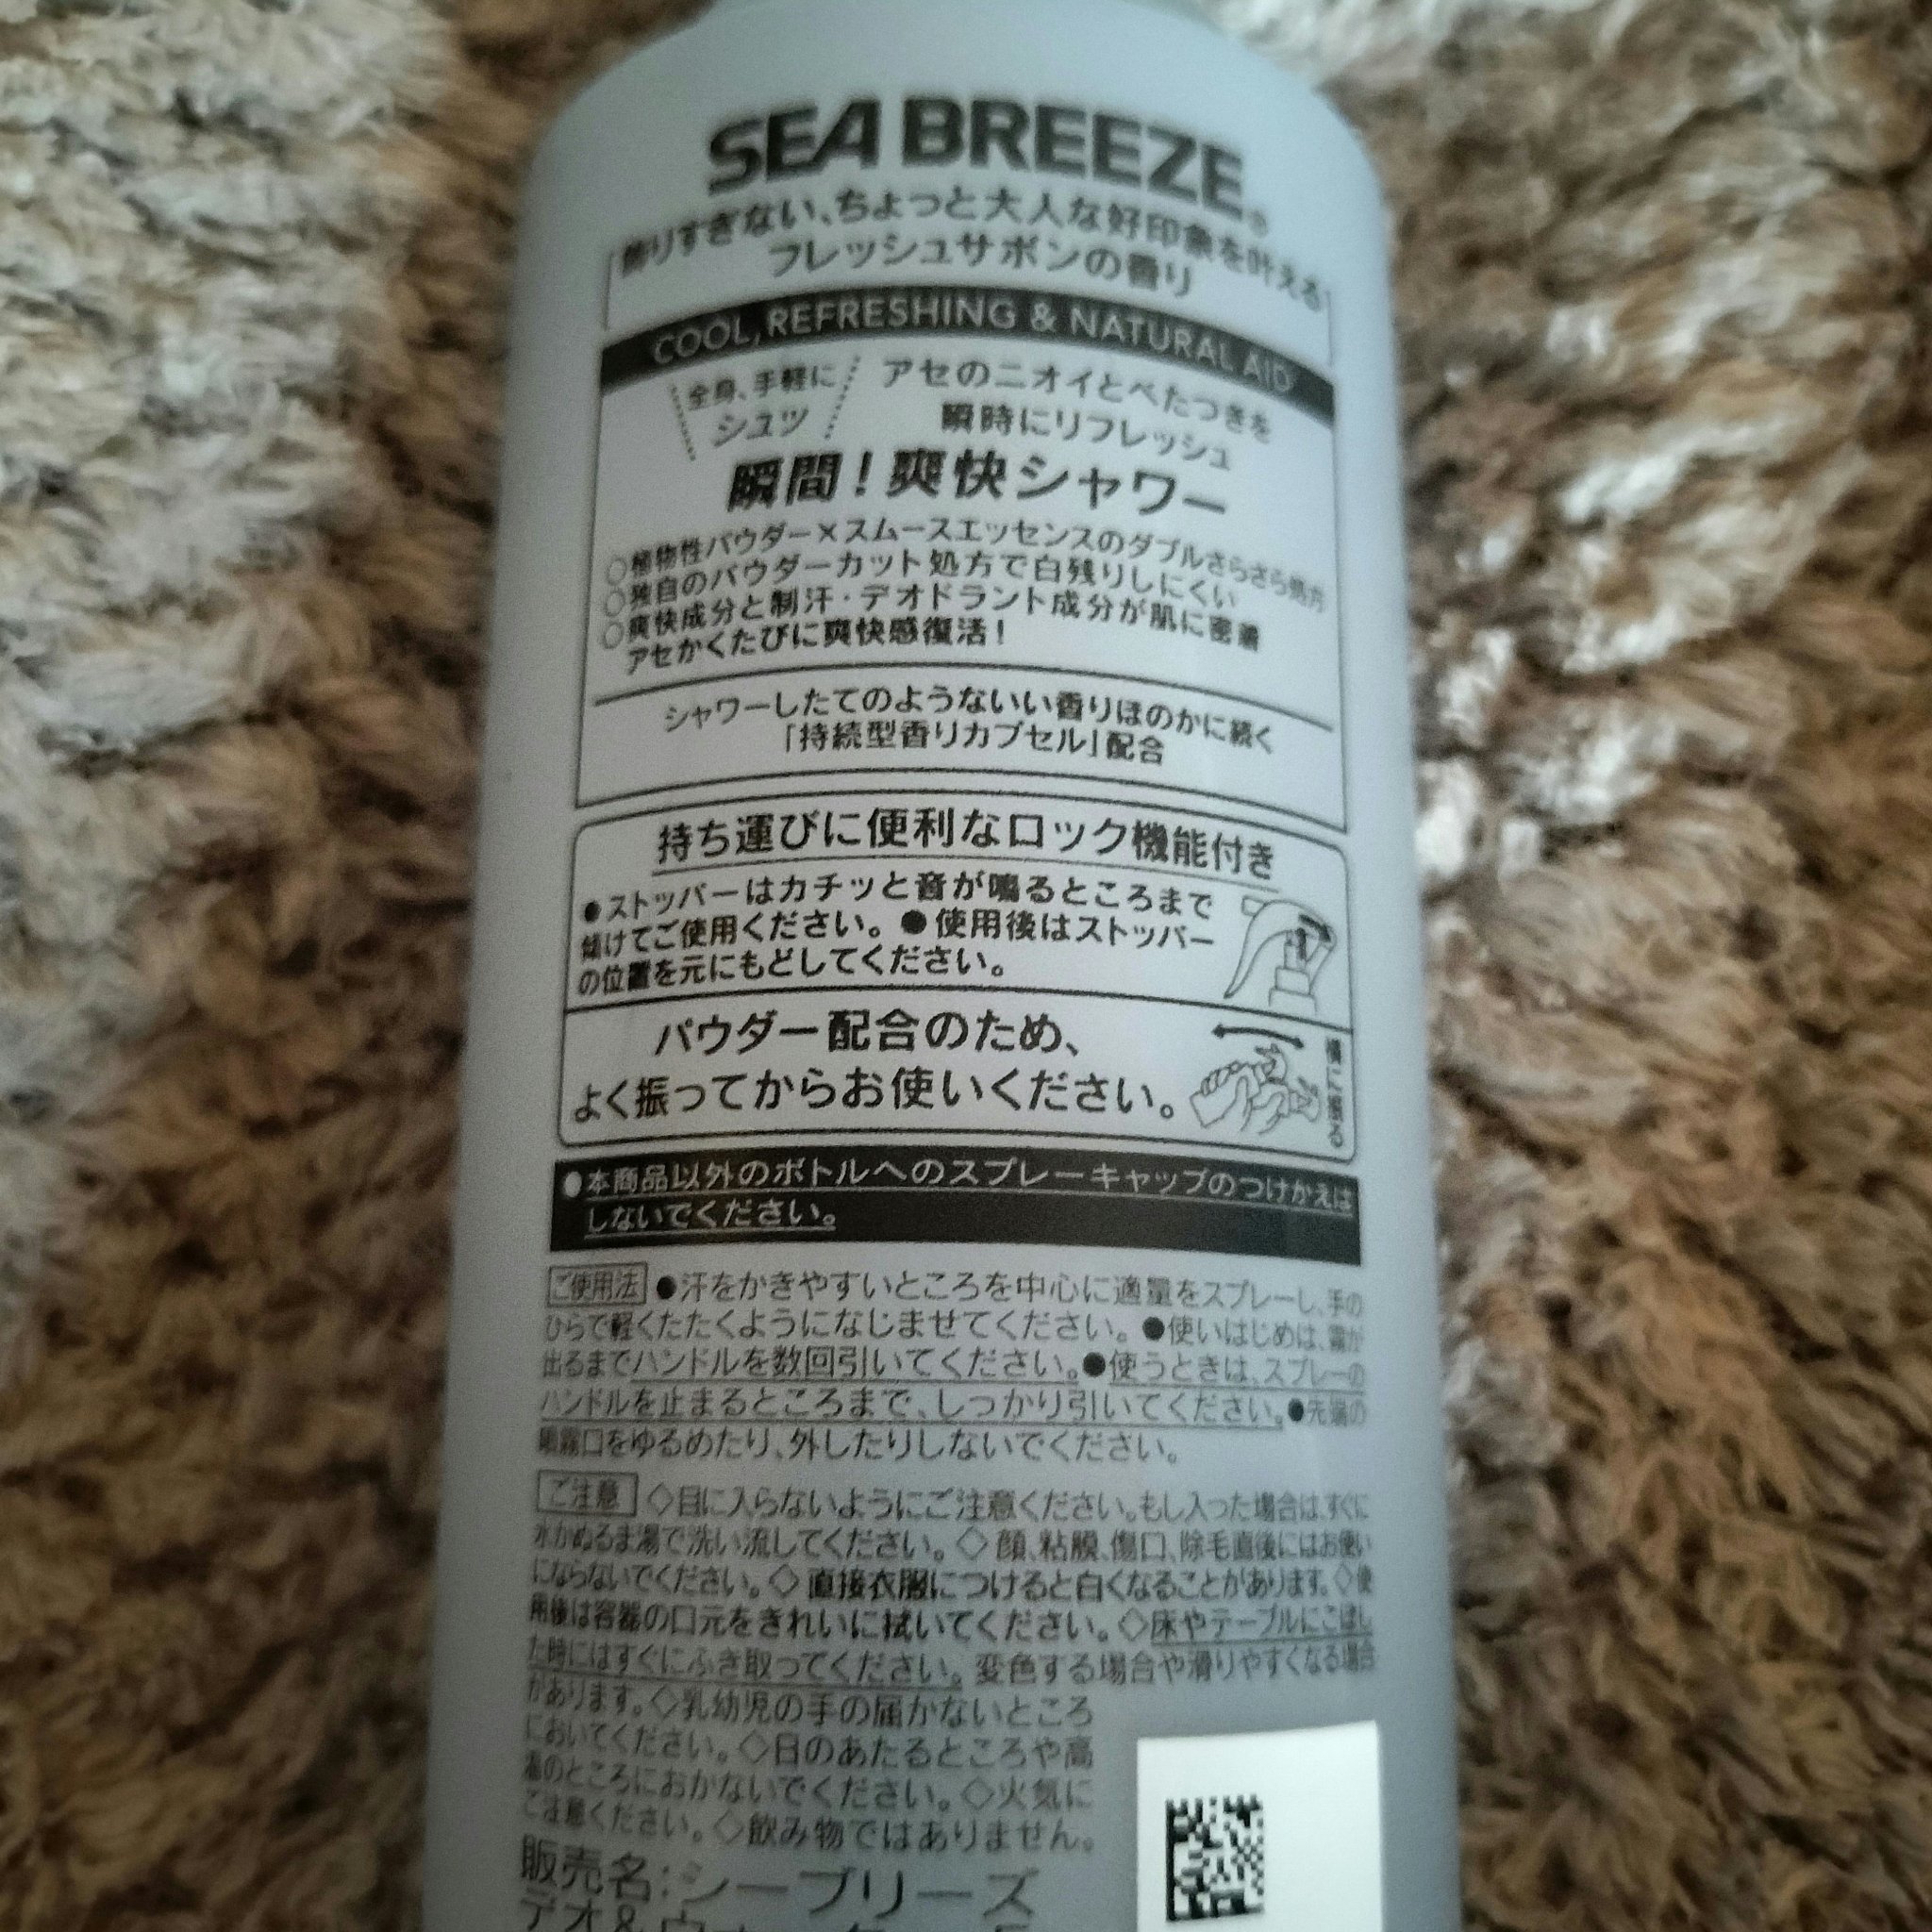 SEA BREEZE®
飾りすぎない、ちょっと大人な好印象を叶える
フレッシュサボンの香り
COOL, REFRESHING & NATURAL AID
全身、手軽に
シュッ
アセのニオイとべたつきを
瞬時にリフレッシュ
瞬間!爽快シャワー
○植物性パウダー×スムースエッセンスのダブルさらさら処方
○独自のパウダーカット処方で白残りしにくい
○爽快成分と制汗・デオドラント成分が肌に密着
アセかくたびに爽快感復活!
シャワーしたてのようないい香りほのかに続く
「持続型香りカプセル」配合
持ち運びに便利なロック機能付き
●ストッパーはカチッと音が鳴るところまで
傾けてご使用ください。●使用後はストッパー
の位置を元にもどしてください。
パウダー配合のため、
よく振ってからお使いください。
横に振る
●本商品以外のボトルへのスプレーキャップのつけかえは
しないでください。
ご使用法 ●汗をかきやすいところを中心に適量をスプレーし、手の
ひらで軽くたたくようになじませてください。●使いはじめは、霧が
出るまでハンドルを数回引いてください。●使うときは、スプレーの
ハンドルを止まるところまで、しっかり引いてください。●先端の
噴霧口をゆるめたり、外したりしないでください。
ご注意 ◇目に入らないようにご注意ください。もし入った場合は、すぐに
水かぬるま湯で洗い流してください。◇顔、粘膜、傷口、除毛直後にはお使い
にならないでください。◇直接衣服につけると白くなることがあります。◇使
用後は容器の口元をきれいに拭いてください。◇床やテーブルにこぼし
た時にはすぐにふき取ってください。変色する場合や滑りやすくなる場合
があります。◇乳幼児の手の届かないところ
においてください。◇日のあたるところや高
温のところにおかないでください。◇火気に
ご注意ください。◇飲み物ではありません。
販売名:シーブリーズ
デオ&ウォーター